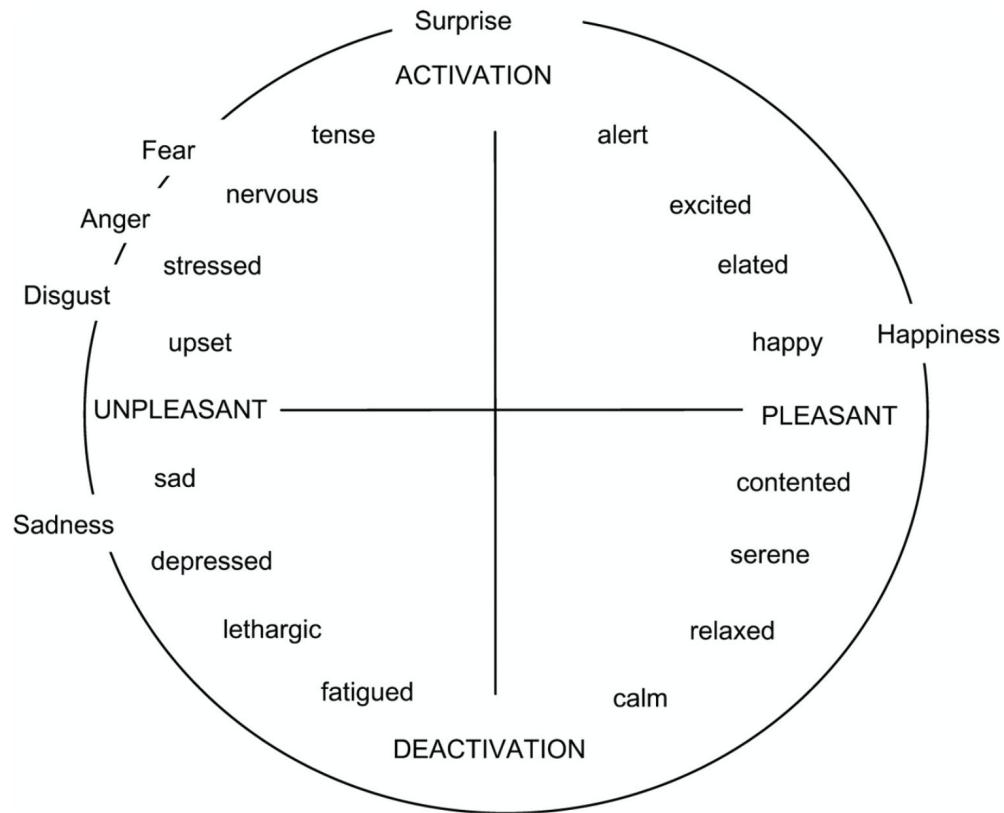 Surprise
ACTIVATION
tense
alert
Fear
nervous
excited
Anger
stressed
elated
Disgust
upset
happy
Happiness
UNPLEASANT
PLEASANT
sad
contented
Sadness
depressed
serene
lethargic
relaxed
fatigued
calm
DEACTIVATION